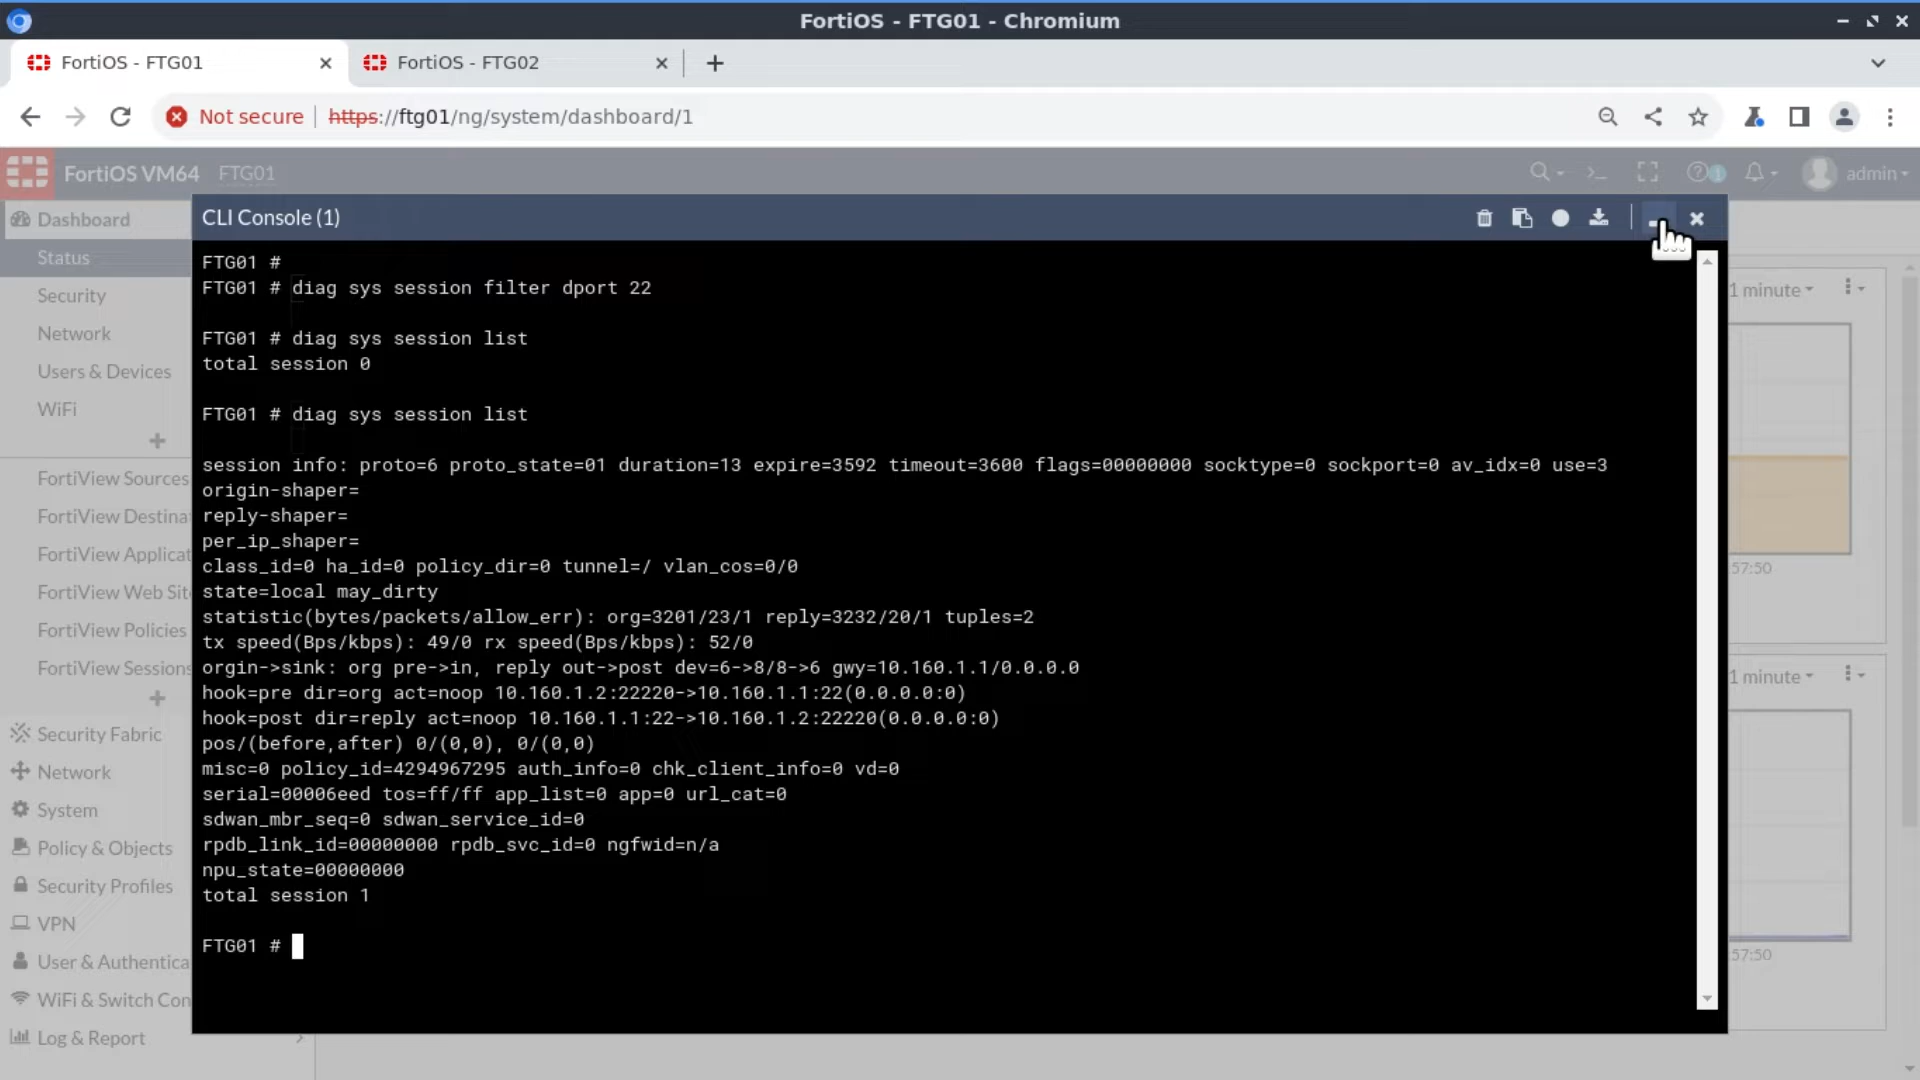 FortiOS - FTG01 - Chromium
FortiOS - FTG01
FortiOS - FTG02
Not secure
https://ftg01/ng/system/dashboard/1
FortiOS VM64 FTG01
admin
Dashboard
Status
Security
Network
Users & Devices
WiFi
FortiView Sources
FortiView Destina
FortiView Applicat
FortiView Web Sit
FortiView Policies
FortiView Sessions
Security Fabric
Network
System
Policy & Objects
Security Profiles
VPN
User & Authentica
WiFi & Switch Con
Log & Report
CLI Console (1)
FTG01 #
FTG01 # diag sys session filter dport 22
FTG01 # diag sys session list
total session 0
FTG01 # diag sys session list
session info: proto=6 proto_state=01 duration=13 expire=3592 timeout=3600 flags=00000000 socktype=0 sockport=0 av_idx=0 use=3
origin-shaper=
reply-shaper=
per_ip_shaper=
class_id=0 ha_id=0 policy_dir=0 tunnel=/ vlan_cos=0/0
state=local may_dirty
statistic(bytes/packets/allow_err): org=3201/23/1 reply=3232/20/1 tuples=2
tx speed(Bps/kbps): 49/0 rx speed(Bps/kbps): 52/0
orgin->sink: org pre->in, reply out->post dev=6->8/8->6 gwy=10.160.1.1/0.0.0.0
hook=pre dir=org act=noop 10.160.1.2:22220->10.160.1.1:22(0.0.0.0:0)
hook=post dir=reply act=noop 10.160.1.1:22->10.160.1.2:22220(0.0.0.0:0)
pos/(before,after) 0/(0,0), 0/(0,0)
misc=0 policy_id=4294967295 auth_info=0 chk_client_info=0 vd=0
serial=00006eed tos=ff/ff app_list=0 app=0 url_cat=0
sdwan_mbr_seq=0 sdwan_service_id=0
rpdb_link_id=00000000 rpdb_svc_id=0 ngfwid=n/a
npu_state=00000000
total session 1
FTG01 #
1 minute
57:50
1 minute
57:50